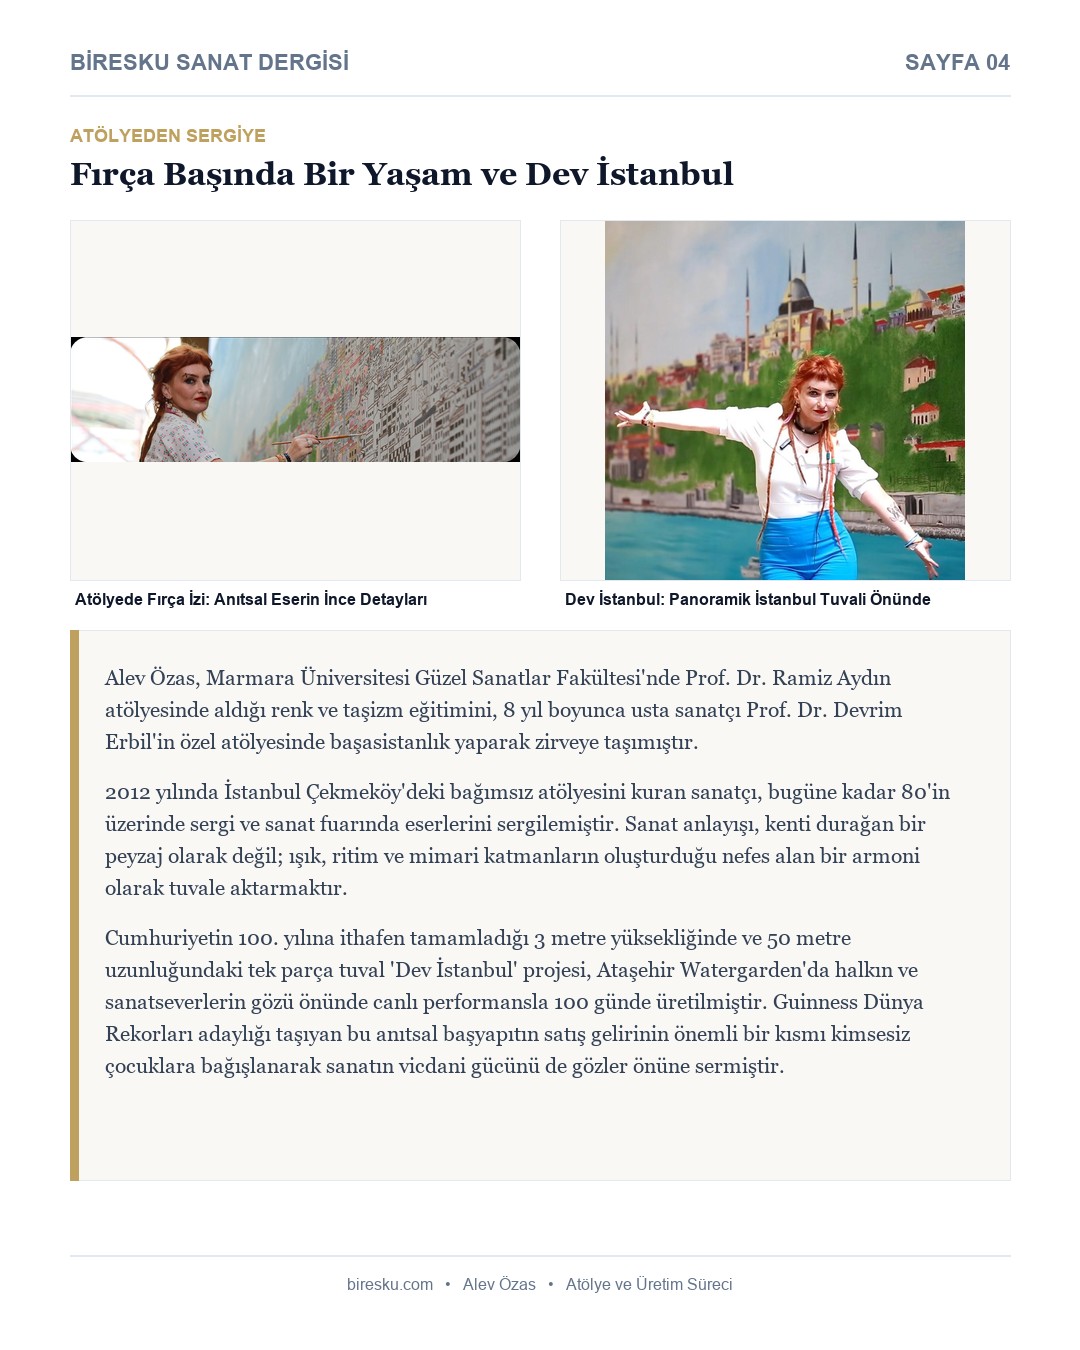 BİRESKU SANAT DERGİSİ
SAYFA 04
ATÖLYEDEN SERGİYE
Fırça Başında Bir Yaşam ve Dev İstanbul
Atölyede Fırça İzi: Anıtsal Eserin İnce Detayları
Dev İstanbul: Panoramik İstanbul Tuvali Önünde
Alev Özas, Marmara Üniversitesi Güzel Sanatlar Fakültesi'nde Prof. Dr. Ramiz Aydın
atölyesinde aldığı renk ve taşizm eğitimini, 8 yıl boyunca usta sanatçı Prof. Dr. Devrim
Erbil'in özel atölyesinde başasistanlık yaparak zirveye taşımıştır.
2012 yılında İstanbul Çekmeköy'deki bağımsız atölyesini kuran sanatçı, bugüne kadar 80'in
üzerinde sergi ve sanat fuarında eserlerini sergilemiştir. Sanat anlayışı, kenti durağan bir
peyzaj olarak değil; ışık, ritim ve mimari katmanların oluşturduğu nefes alan bir armoni
olarak tuvale aktarmaktır.
Cumhuriyetin 100. yılına ithafen tamamladığı 3 metre yüksekliğinde ve 50 metre
uzunluğundaki tek parça tuval 'Dev İstanbul' projesi, Ataşehir Watergarden'da halkın ve
sanatseverlerin gözü önünde canlı performansla 100 günde üretilmiştir. Guinness Dünya
Rekorları adaylığı taşıyan bu anıtsal başyapıtın satış gelirinin önemli bir kısmı kimsesiz
çocuklara bağışlanarak sanatın vicdani gücünü de gözler önüne sermiştir.
biresku.com • Alev Özas • Atölye ve Üretim Süreci